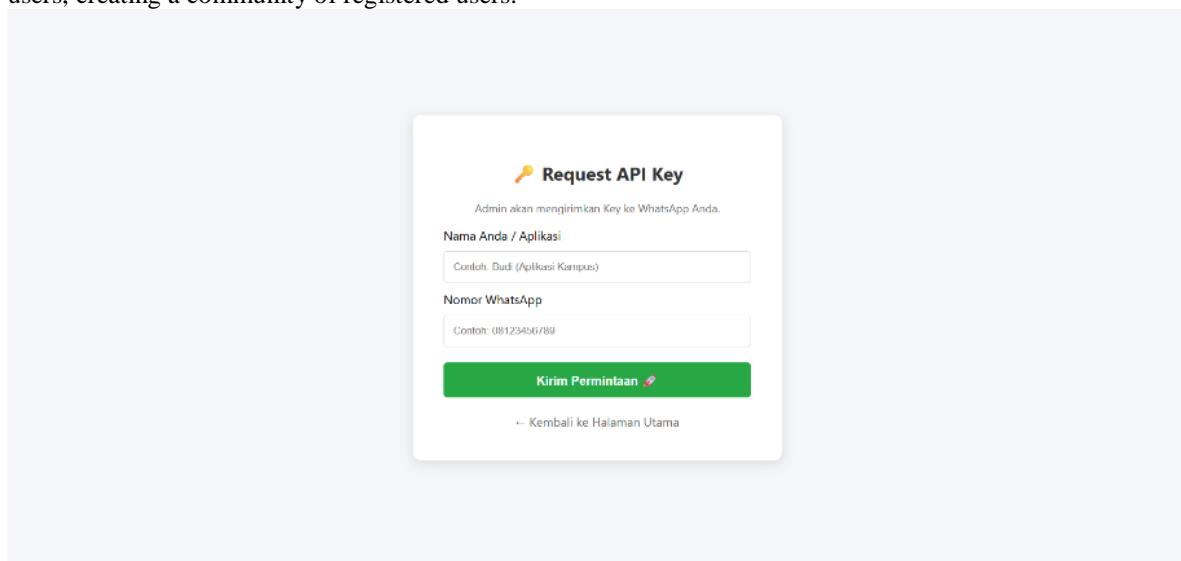 users, creating a community of registered users.
🔑 Request API Key
Admin akan mengirimkan Key ke WhatsApp Anda.
Nama Anda / Aplikasi
Contoh: Budi (Aplikasi Kampus)
Nomor WhatsApp
Contoh: 08123456789
Kirim Permintaan 🚀
← Kembali ke Halaman Utama